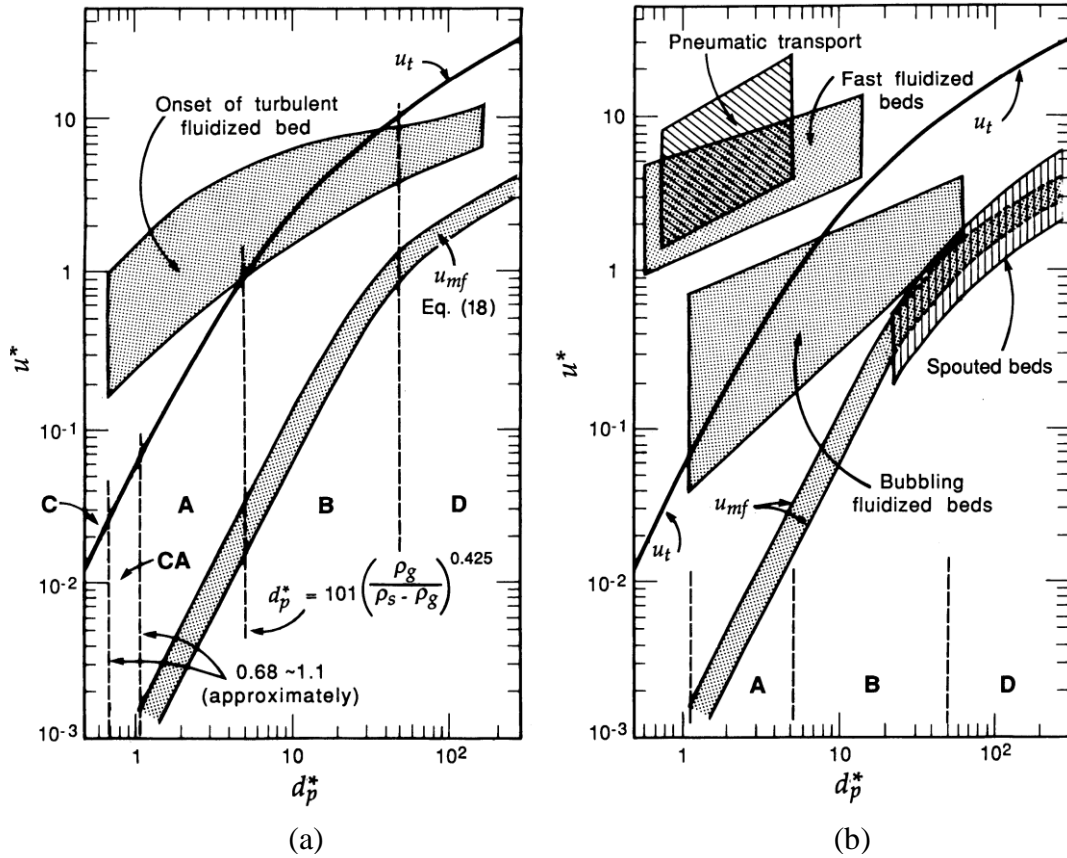 u_t
Onset of turbulent
fluidized bed
10
1
10^-1
10^-2
10^-3
u*
u_mf
Eq. (18)
C
CA
A
B
D
d_p^* = 101 (ρ_g / (ρ_s - ρ_g))^0.425
0.68 ~1.1
(approximately)
1 10 10^2
d_p^*
(a)
Pneumatic transport
Fast fluidized
beds
u_t
10
1
10^-1
10^-2
10^-3
u*
Spouted beds
Bubbling
fluidized beds
u_mf
u_t
A B D
1 10 10^2
d_p^*
(b)